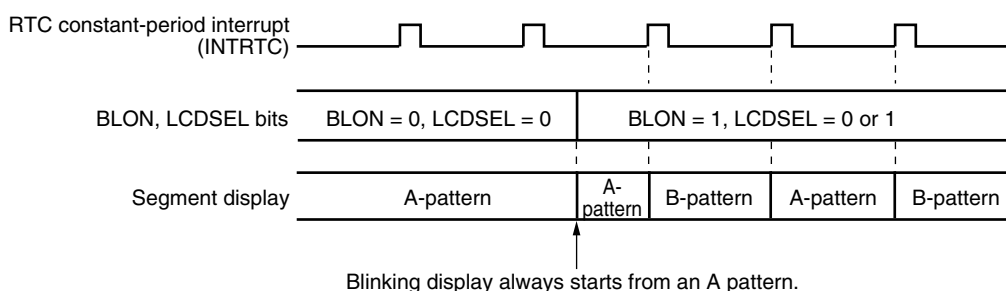 RTC constant-period interrupt
(INTRTC)
BLON, LCDSEL bits
BLON = 0, LCDSEL = 0
BLON = 1, LCDSEL = 0 or 1
Segment display
A-pattern
A-
pattern
B-pattern
A-pattern
B-pattern
Blinking display always starts from an A pattern.